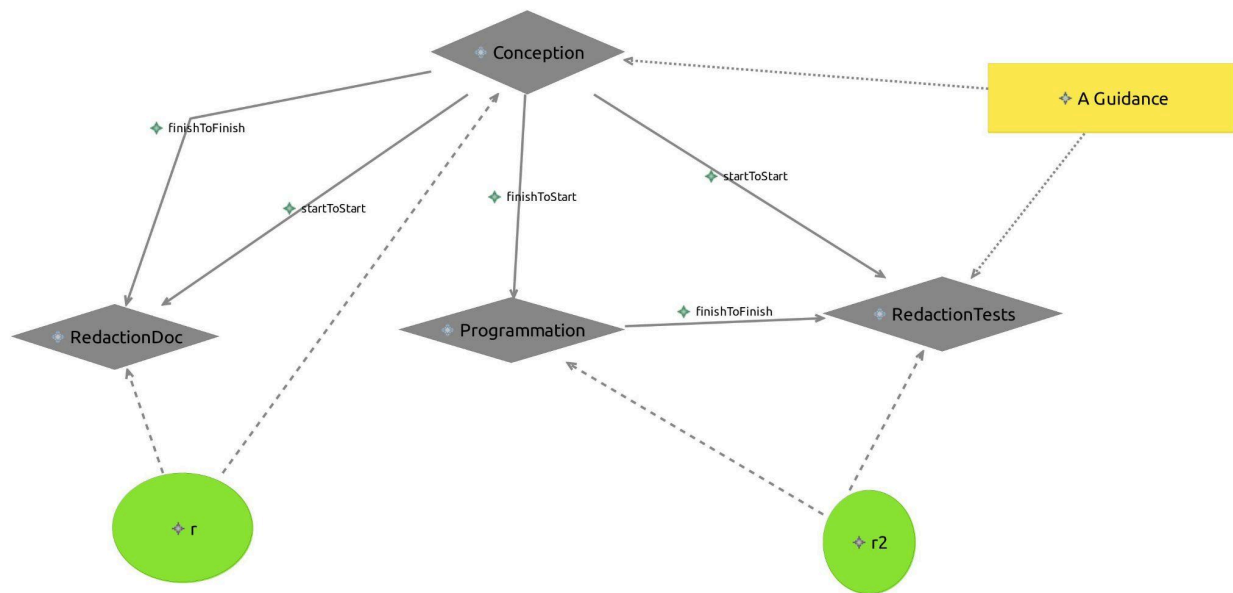 Conception
A Guidance
finishToFinish
startToStart
finishToStart
startToStart
finishToFinish
RedactionDoc
Programmation
RedactionTests
r
r2